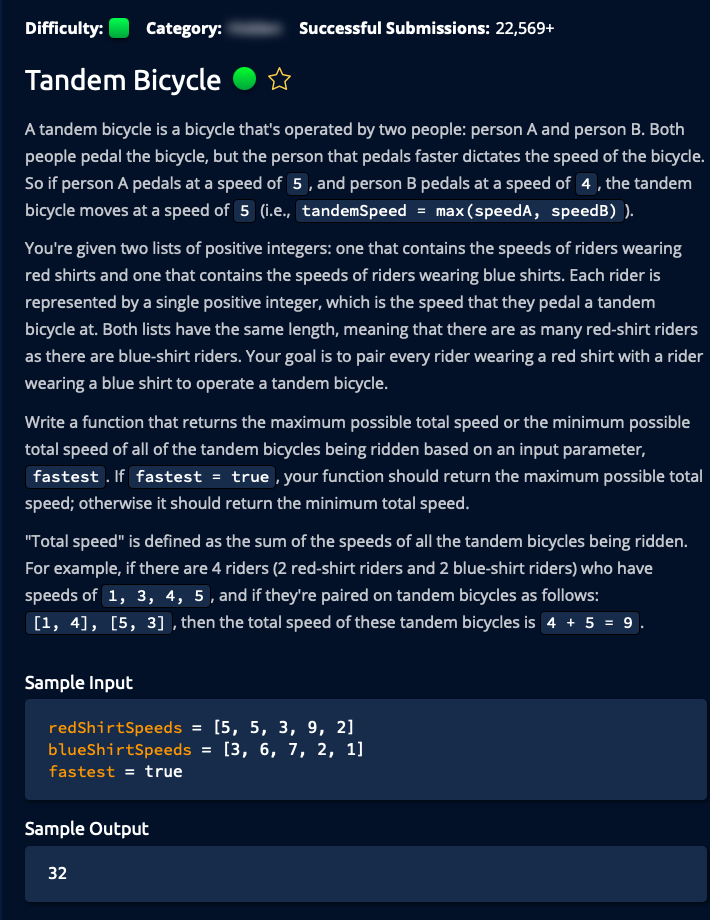 Difficulty: Category: Successful Submissions: 22,569+
Tandem Bicycle
A tandem bicycle is a bicycle that's operated by two people: person A and person B. Both
people pedal the bicycle, but the person that pedals faster dictates the speed of the bicycle.
So if person A pedals at a speed of 5, and person B pedals at a speed of 4, the tandem
bicycle moves at a speed of 5 (i.e., tandemSpeed = max(speedA, speedB)).
You're given two lists of positive integers: one that contains the speeds of riders wearing
red shirts and one that contains the speeds of riders wearing blue shirts. Each rider is
represented by a single positive integer, which is the speed that they pedal a tandem
bicycle at. Both lists have the same length, meaning that there are as many red-shirt riders
as there are blue-shirt riders. Your goal is to pair every rider wearing a red shirt with a rider
wearing a blue shirt to operate a tandem bicycle.
Write a function that returns the maximum possible total speed or the minimum possible
total speed of all of the tandem bicycles being ridden based on an input parameter,
fastest. If fastest = true, your function should return the maximum possible total
speed; otherwise it should return the minimum total speed.
"Total speed" is defined as the sum of the speeds of all the tandem bicycles being ridden.
For example, if there are 4 riders (2 red-shirt riders and 2 blue-shirt riders) who have
speeds of 1, 3, 4, 5, and if they're paired on tandem bicycles as follows:
[1, 4], [5, 3], then the total speed of these tandem bicycles is 4 + 5 = 9.
Sample Input
redShirtSpeeds = [5, 5, 3, 9, 2]
blueShirtSpeeds = [3, 6, 7, 2, 1]
fastest = true
Sample Output
32